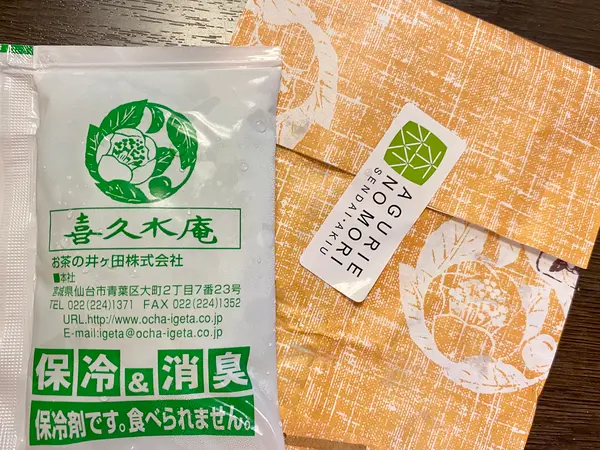 喜久水庵
お茶の井ヶ田株式会社
■本社
宮城県仙台市青葉区大町2丁目7番23号
TEL 022(224)1371 FAX 022(224)1352
URL.http://www.ocha-igeta.co.jp
E-mail:igeta@ocha-igeta.co.jp
保冷&消臭
保冷剤です。食べられません。
AGURIE
NO MORI
SENDAI・AKIU